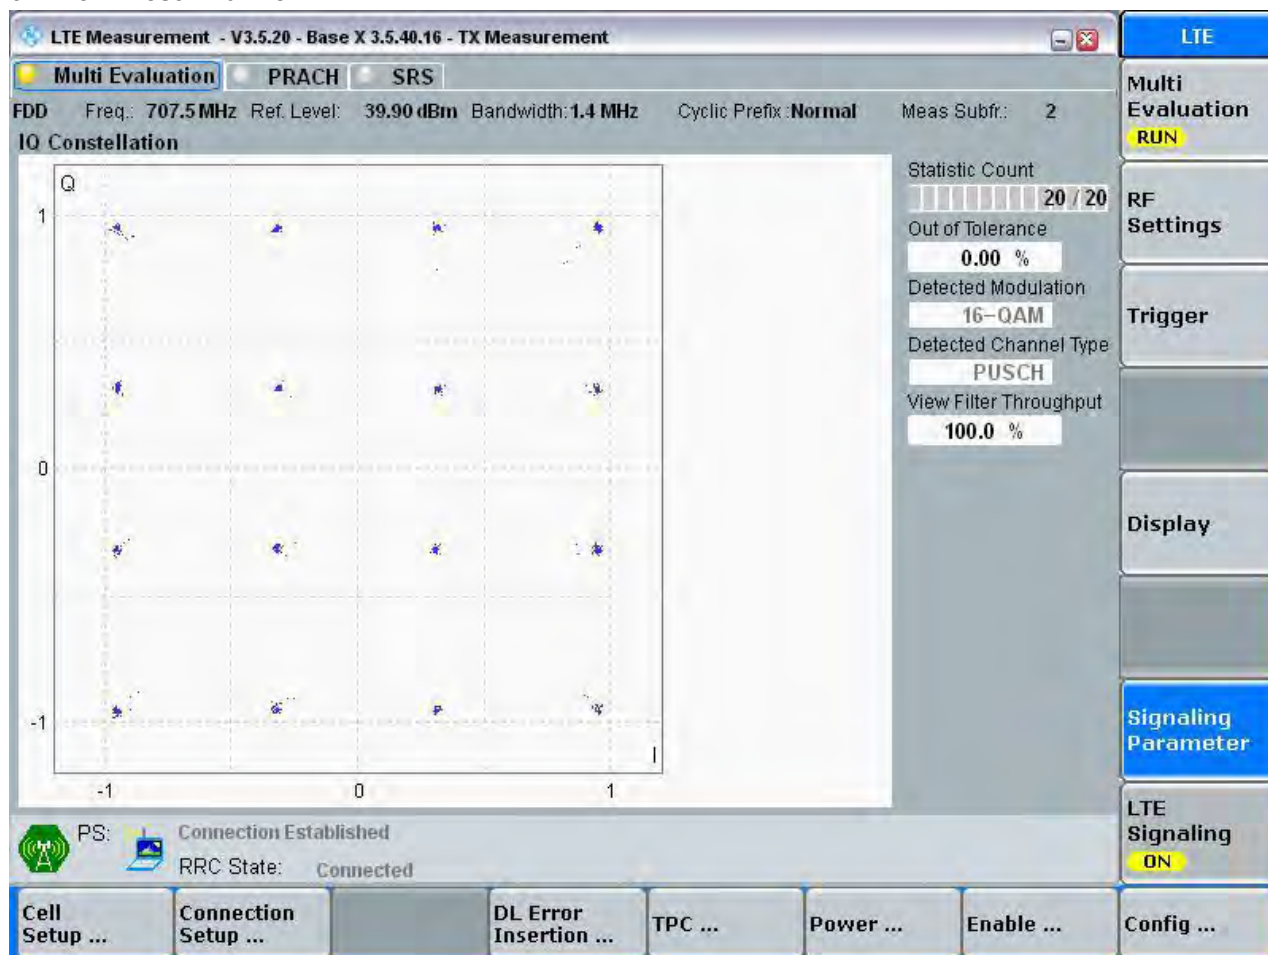 LTE Measurement - V3.5.20 - Base X 3.5.40.16 - TX Measurement
LTE
Multi Evaluation PRACH SRS
FDD Freq.: 707.5 MHz Ref. Level: 39.90 dBm Bandwidth: 1.4 MHz Cyclic Prefix : Normal Meas Subfr.: 2
IQ Constellation
Q
1
0
-1
I
-1 0 1
Statistic Count
20 / 20
Out of Tolerance
0.00 %
Detected Modulation
16-QAM
Detected Channel Type
PUSCH
View Filter Throughput
100.0 %
Multi
Evaluation
RUN
RF
Settings
Trigger
Display
Signaling
Parameter
LTE
Signaling
ON
PS: Connection Established
RRC State: Connected
Cell
Setup ...
Connection
Setup ...
DL Error
Insertion ...
TPC ...
Power ...
Enable ...
Config ...